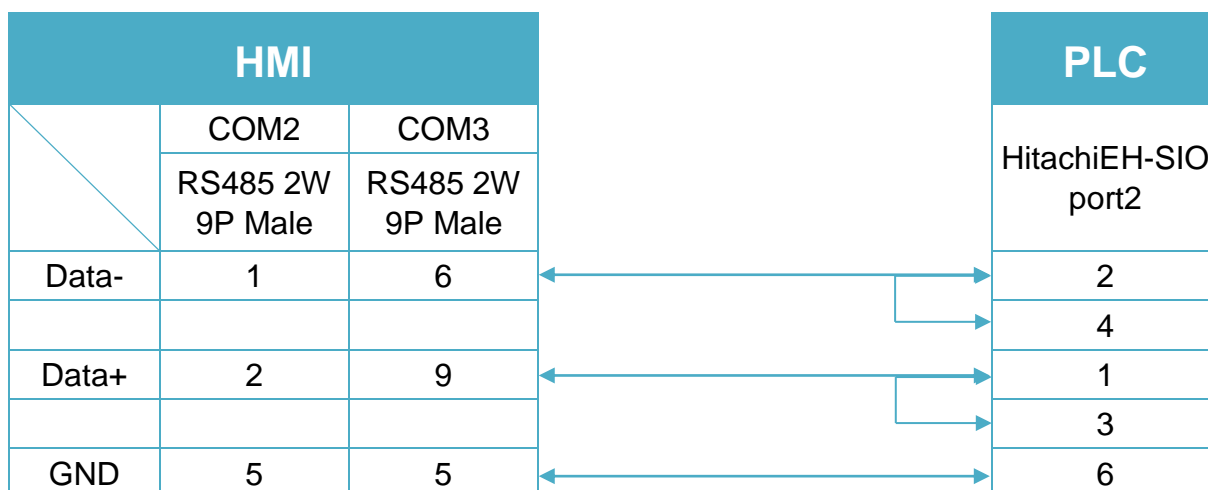 HMI PLC
COM2 COM3
HitachiEH-SIO
port2
RS485 2W RS485 2W
9P Male 9P Male
Data- 1 6 2
4
Data+ 2 9 1
3
GND 5 5 6